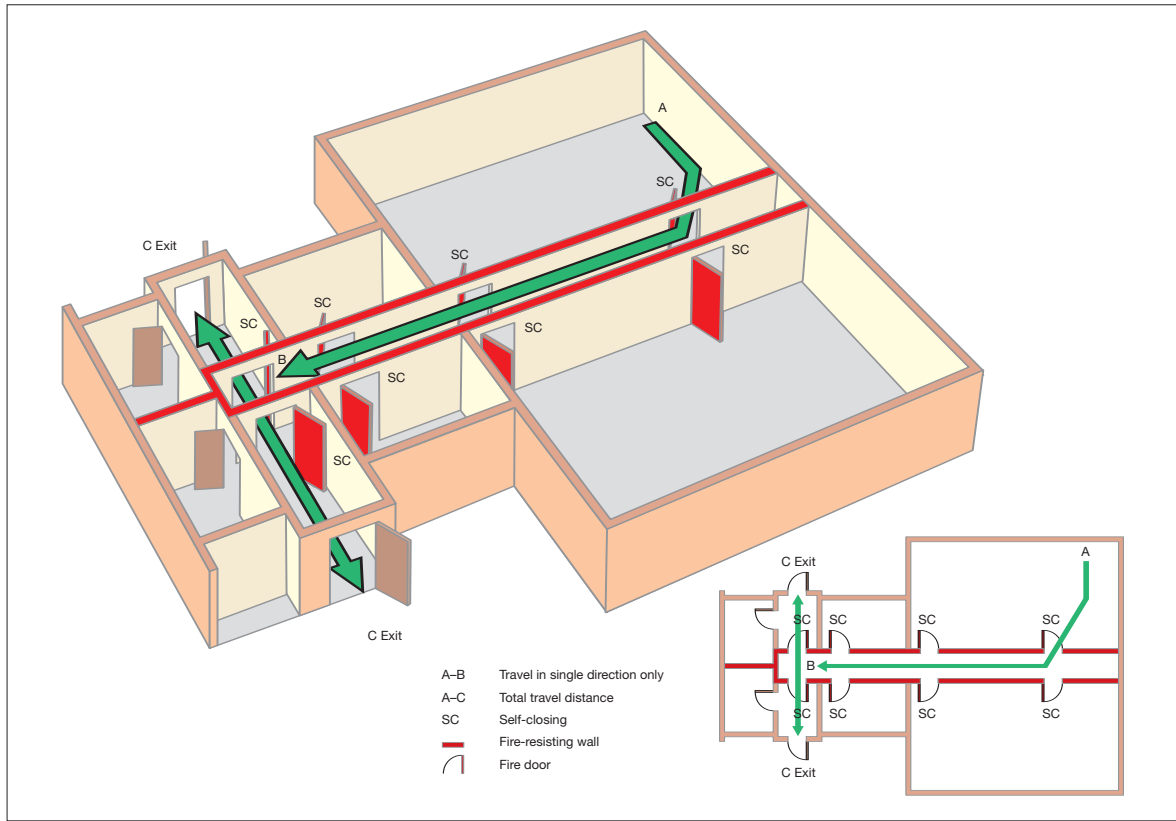 A
SC
C Exit
SC
SC
SC
SC
B
SC
SC
SC
C Exit
A–B Travel in single direction only
A–C Total travel distance
SC Self-closing
Fire-resisting wall
Fire door
A
C Exit
SC SC SC SC
B
SC SC SC SC
C Exit